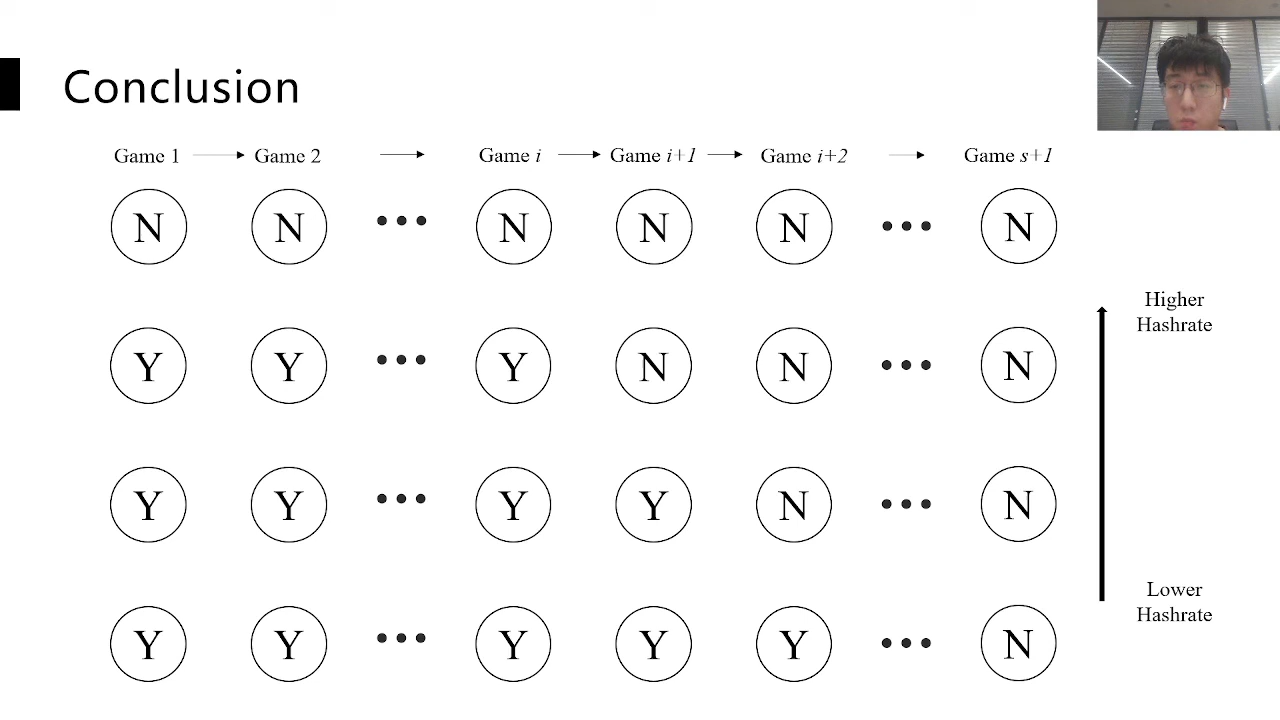 Conclusion
Game 1 Game 2 Game i Game i+1 Game i+2 Game s+1
N N N N N N
Higher
Hashrate
Y Y Y N N N
Y Y Y Y N N
Lower
Hashrate
Y Y Y Y Y N